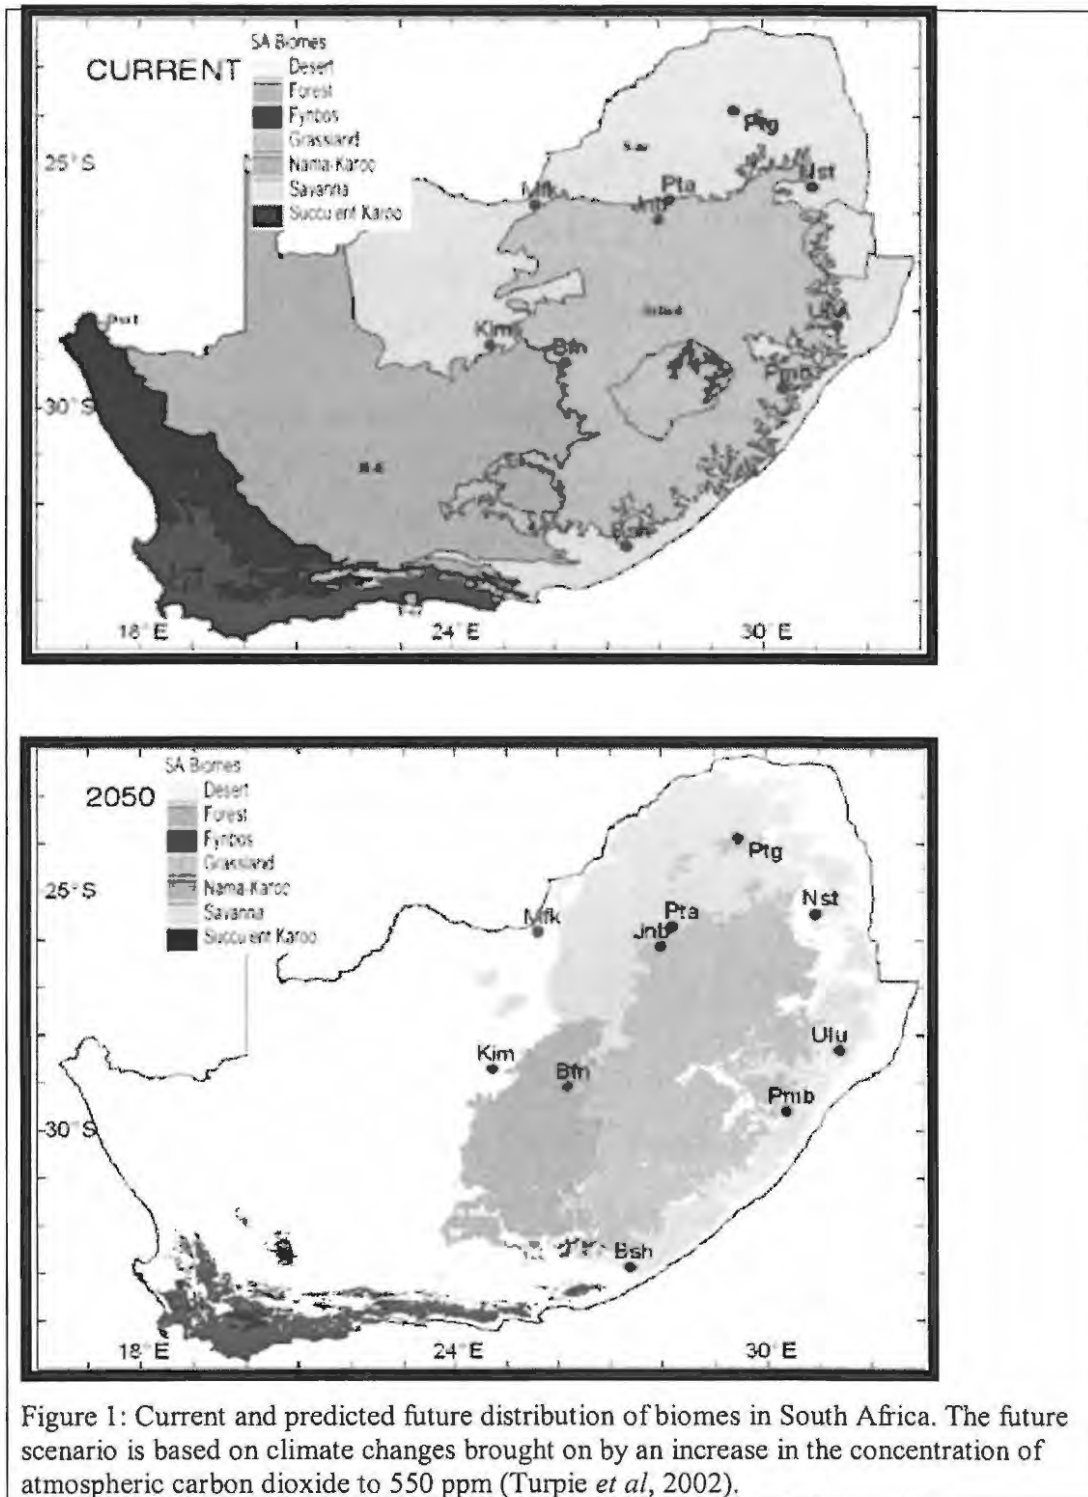 SA Biomes
CURRENT
Desert
Forest
Fynbos
Grassland
Nama-Karoo
Savanna
Succulent Karoo
25°S
30°S
Ptg
Nst
Mfk
Pta
Jnb
Kim
Bfn
Pmb
Bsh
18°E
24°E
30°E
SA Biomes
2050
Desert
Forest
Fynbos
Grassland
Nama-Karoo
Savanna
Succulent Karoo
25°S
30°S
Ptg
Nst
Mfk
Pta
Jnb
Ulu
Kim
Bfn
Pmb
Bsh
18°E
24°E
30°E
Figure 1: Current and predicted future distribution of biomes in South Africa. The future
scenario is based on climate changes brought on by an increase in the concentration of
atmospheric carbon dioxide to 550 ppm (Turpie et al, 2002).